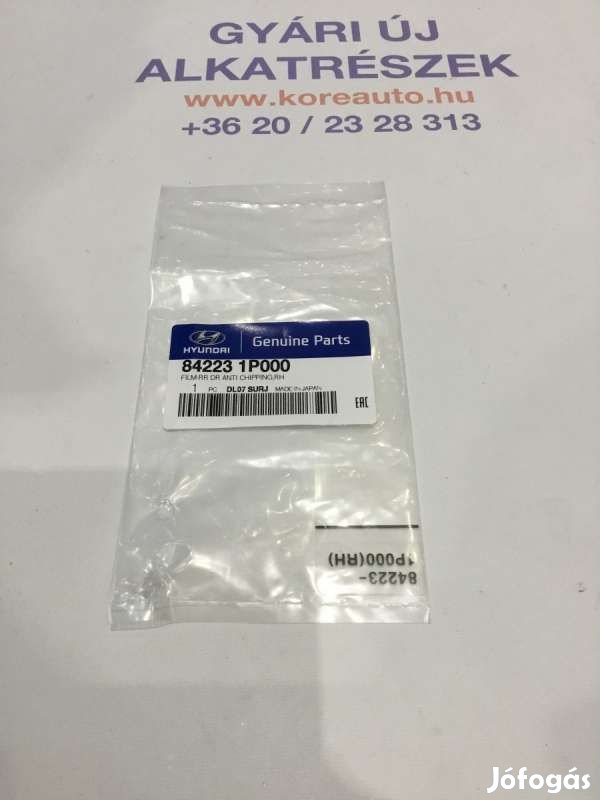 GYÁRI ÚJ
ALKATRÉSZEK
www.koreauto.hu
+36 20 / 23 28 313
HYUNDAI
Genuine Parts
84223 1P000
FILM-RR DR ANTI CHIPPING,RH
1 PC DL07 SURJ MADE IN JAPAN
EAC
84223-
1P000(RH)
Jófogás